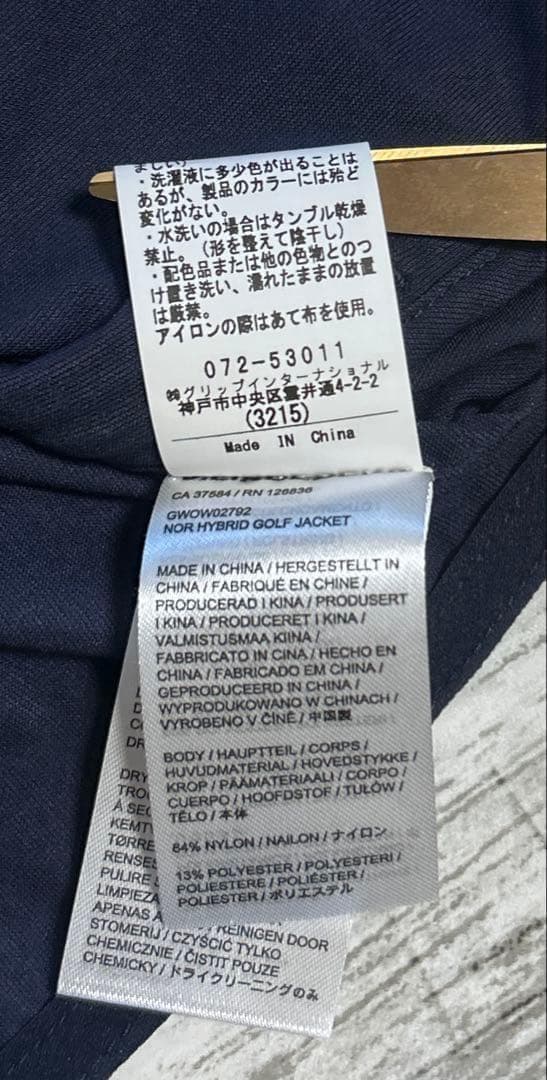 ・洗濯液に多少色が出ることは
あるが、製品のカラーには殆ど
変化がない。
・水洗いの場合はタンブル乾燥
禁止。（形を整えて陰干し）
・配色品または他の色物とのつ
け置き洗い、濡れたままの放置
は厳禁。
アイロンの際はあて布を使用。
072-53011
㈱グリップインターナショナル
神戸市中央区雲井通4-2-2
(3215)
Made IN China
CA 37584 / RN 126836
GWOW02792
NOR HYBRID GOLF JACKET
MADE IN CHINA / HERGESTELLT IN
CHINA / FABRIQUÉ EN CHINE /
PRODUCERAD I KINA / PRODUSERT
I KINA / PRODUCERET I KINA /
VALMISTUSMAA KIINA /
FABBRICATO IN CINA / HECHO EN
CHINA / FABRICADO EM CHINA /
GEPRODUCEERD IN CHINA /
WYPRODUKOWANO W CHINACH /
VYROBENO V ČÍNĚ / 中国製
BODY / HAUPTTEIL / CORPS /
HUVUDMATERIAL / HOVEDSTYKKE /
KROP / PÄÄMATERIAALI / CORPO /
CUERPO / HOOFDSTOF / TUŁÓW /
TĚLO / 本体
84% NYLON / NAILON / ナイロン
13% POLYESTER / POLYESTERI /
POLIESTERE / POLIÉSTER /
POLIESTER / ポリエステル
DRY
TRO
À SEC
KEMT
TØRRE
RENSES
PULIRE
LIMPIEZA
APENAS A
REINIGEN DOOR
STOMERIJ / CZYŚCIĆ TYLKO
CHEMICZNIE / ČISTIT POUZE
CHEMICKY / ドライクリーニングのみ